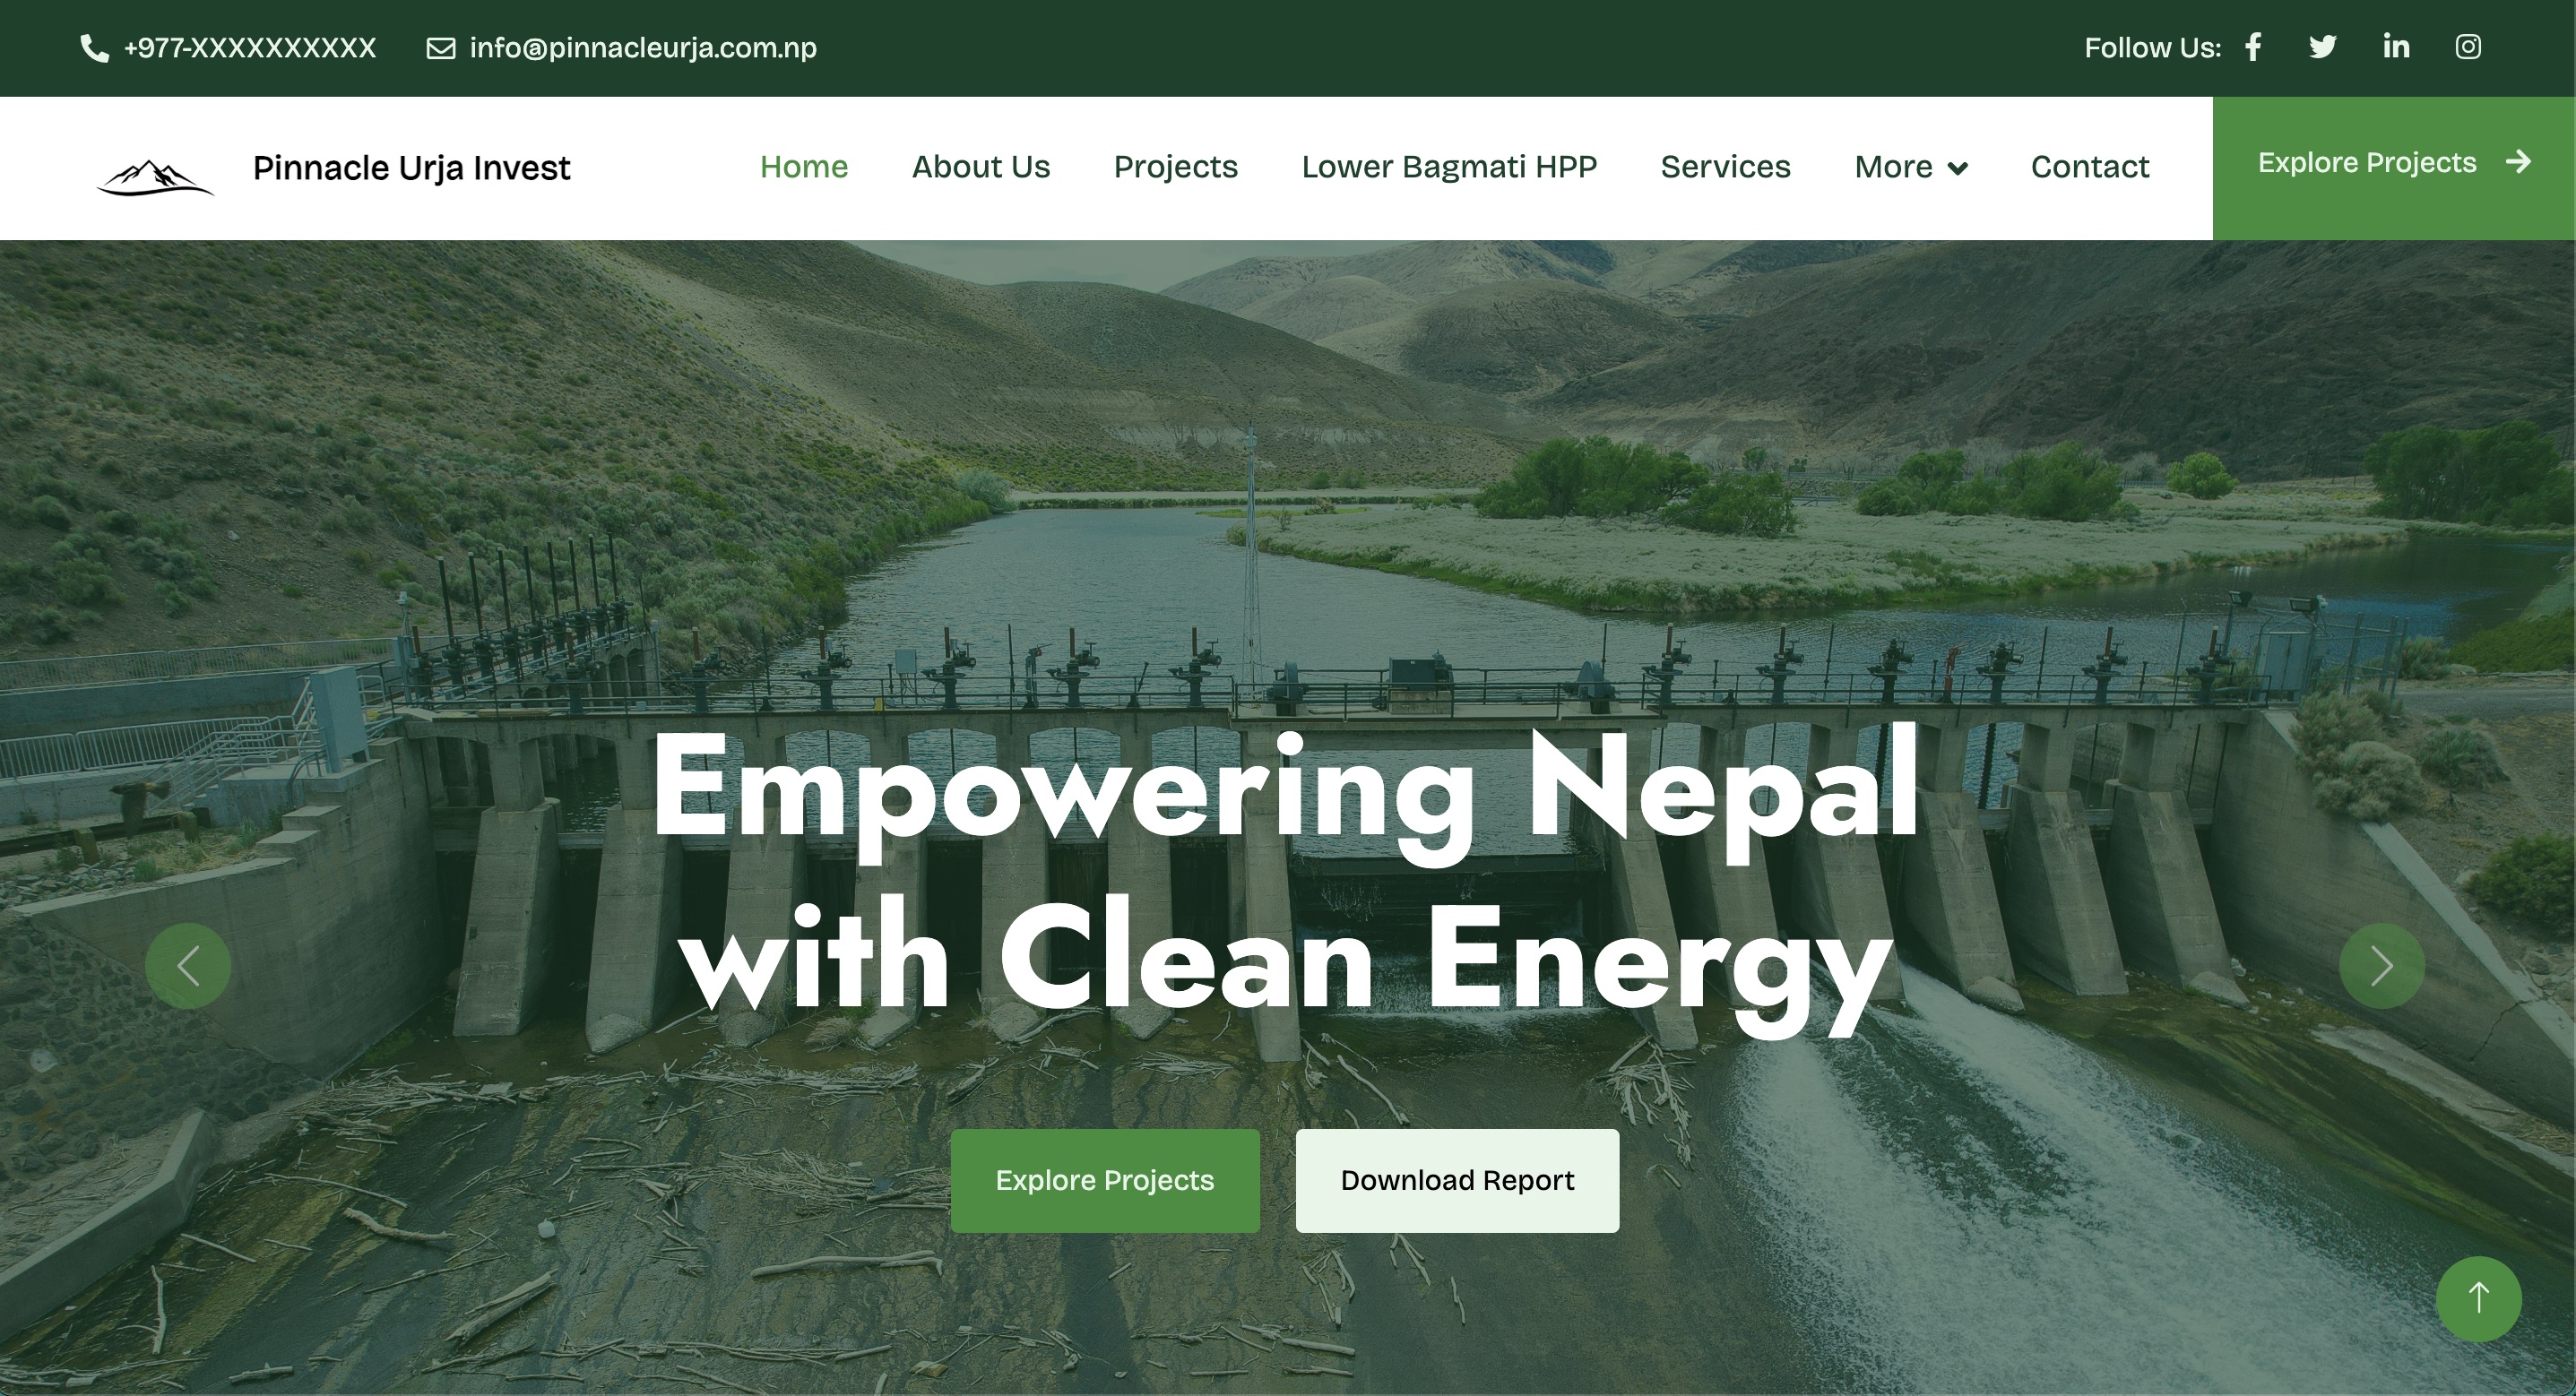 +977-XXXXXXXXXX info@pinnacleurja.com.np Follow Us:
Pinnacle Urja Invest Home About Us Projects Lower Bagmati HPP Services More Contact Explore Projects
Empowering Nepal
with Clean Energy
Explore Projects Download Report